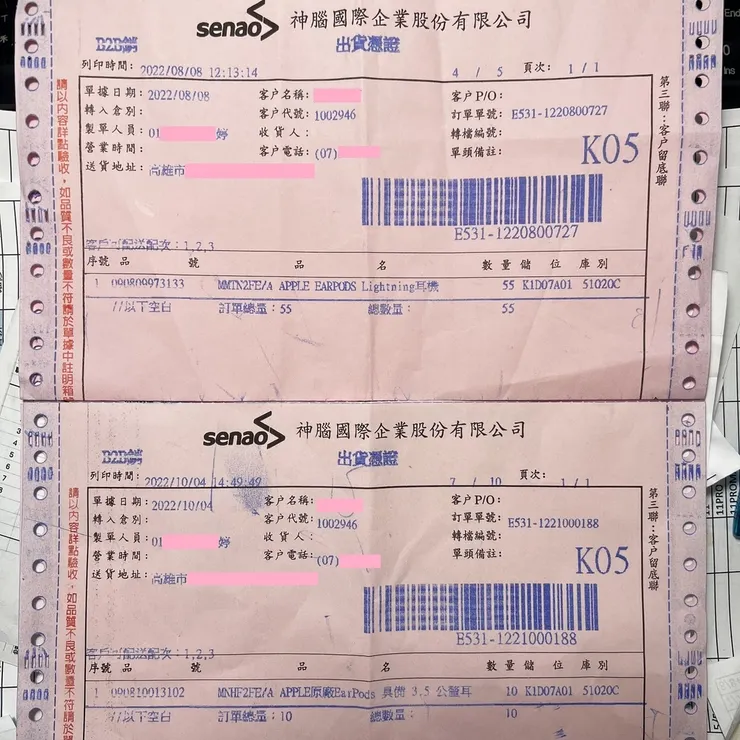 senao 神腦國際企業股份有限公司
B2B銷 出貨憑證
列印時間：2022/08/08 12:13:14 4 / 5 頁次：1 / 1
單據日期：2022/08/08 客戶名稱： 客戶P/O：
轉入倉別： 客戶代號：1002946 訂單單號：E531-1220800727
製單人員：01 婷 收貨人： 轉檔編號：
營業時間： 客戶電話：(07) 單頭備註： K05
送貨地址：高雄市
E531-1220800727
客戶可配送配次：1,2,3
序號 品 號 品 名 數量 儲 位 庫別
1 090809973133 MMTN2FE/A APPLE EARPODS Lightning耳機 55 K1D07A01 51020C
//以下空白 訂單總量：55 總數量： 55
第三聯：客戶留底聯
請以內容詳點驗收，如品質不良或數量不符請於單據中註明
senao 神腦國際企業股份有限公司
B2B銷 出貨憑證
列印時間：2022/10/04 14:49:49 7 / 10 頁次：1 / 1
單據日期：2022/10/04 客戶名稱： 客戶P/O：
轉入倉別： 客戶代號：1002946 訂單單號：E531-1221000188
製單人員：01 婷 收貨人： 轉檔編號：
營業時間： 客戶電話：(07) 單頭備註： K05
送貨地址：高雄市
E531-1221000188
客戶可配送配次：1,2,3
序號 品 號 品 名 數量 儲 位 庫別
1 090810013102 MNHF2FE/A APPLE原廠EarPods 具備 3.5 公釐耳 10 K1D07A01 51020C
//以下空白 訂單總量：10 總數量： 10
第三聯：客戶留底聯
請以內容詳點驗收，如品質不良或數量不符請於
11PROM